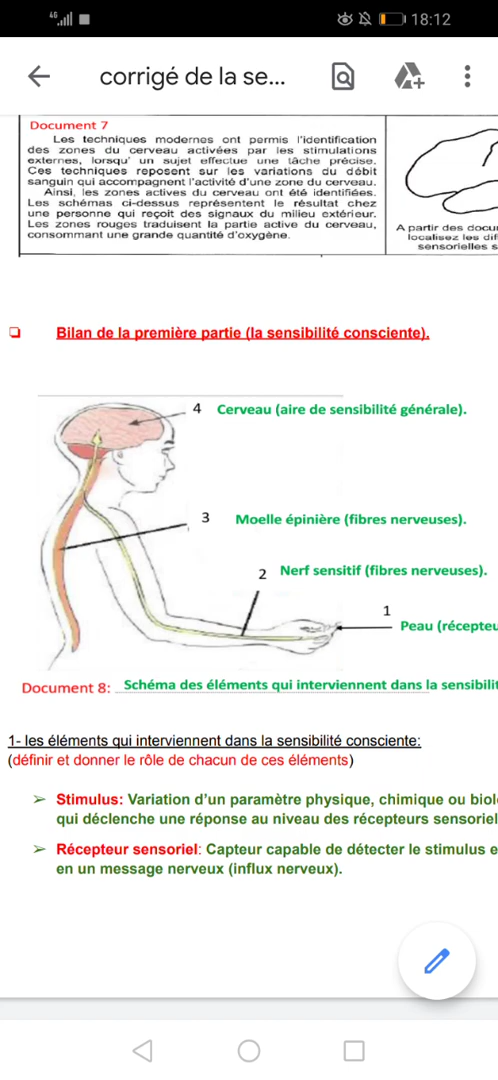 46 18:12
corrigé de la se...
Document 7
Les techniques modernes ont permis l'identification
des zones du cerveau activées par les stimulations
externes, lorsqu' un sujet effectue une tâche précise.
Ces techniques reposent sur les variations du débit
sanguin qui accompagnent l'activité d'une zone du cerveau.
Ainsi, les zones actives du cerveau ont été identifiées.
Les schémas ci-dessus représentent le résultat chez
une personne qui reçoit des signaux du milieu extérieur.
Les zones rouges traduisent la partie active du cerveau,
consommant une grande quantité d'oxygène.
A partir des docu
localisez les dif
sensorielles s
Bilan de la première partie (la sensibilité consciente).
4 Cerveau (aire de sensibilité générale).
3 Moelle épinière (fibres nerveuses).
2 Nerf sensitif (fibres nerveuses).
1
Peau (récepteu
Document 8: Schéma des éléments qui interviennent dans la sensibilit
1- les éléments qui interviennent dans la sensibilité consciente:
(définir et donner le rôle de chacun de ces éléments)
➢ Stimulus: Variation d'un paramètre physique, chimique ou biol
qui déclenche une réponse au niveau des récepteurs sensoriel
➢ Récepteur sensoriel: Capteur capable de détecter le stimulus e
en un message nerveux (influx nerveux).